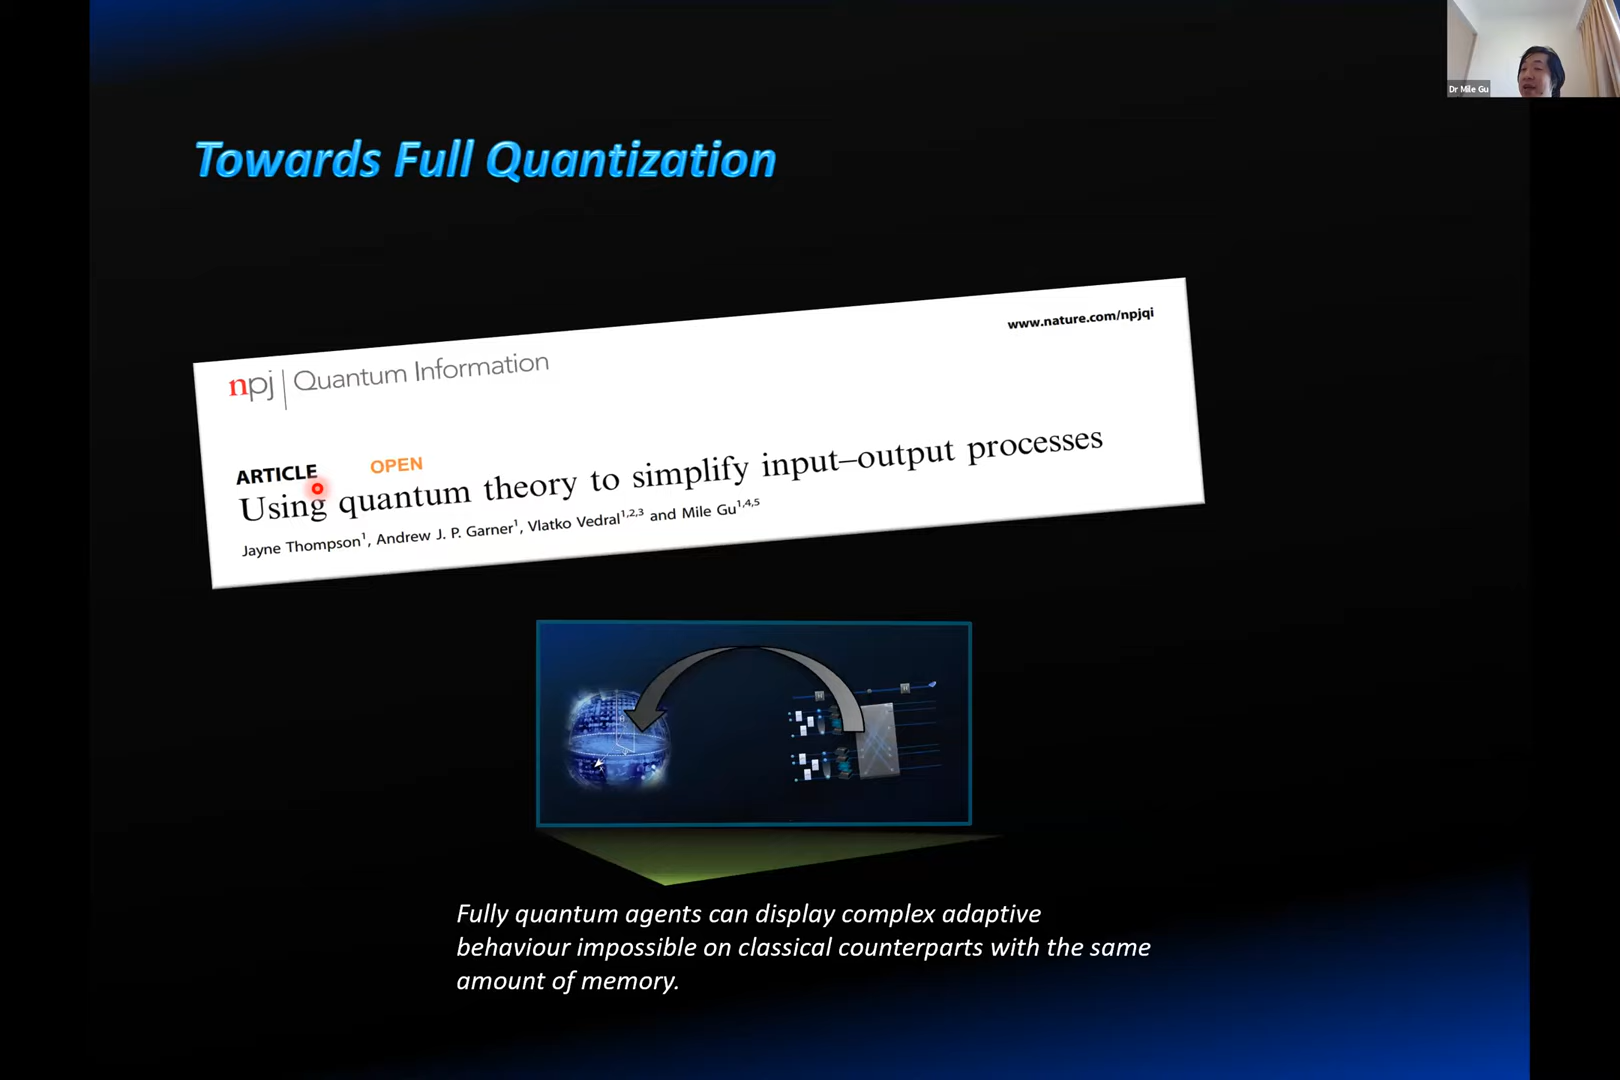 Dr Mile Gu
Towards Full Quantization
www.nature.com/npjqi
npj | Quantum Information
ARTICLE OPEN
Using quantum theory to simplify input–output processes
Jayne Thompson1, Andrew J. P. Garner1, Vlatko Vedral1,2,3 and Mile Gu1,4,5
Fully quantum agents can display complex adaptive
behaviour impossible on classical counterparts with the same
amount of memory.